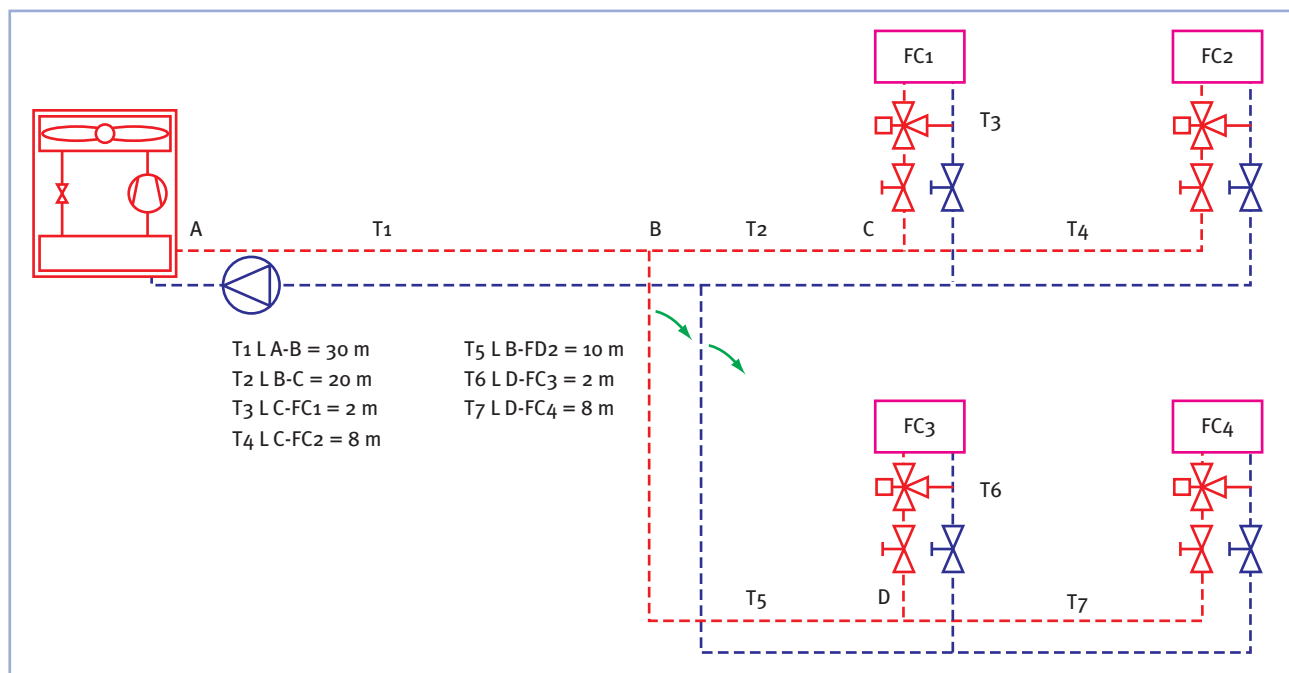 FC1
FC2
T3
A
T1
B
T2
C
T4
T1 L A-B = 30 m
T2 L B-C = 20 m
T3 L C-FC1 = 2 m
T4 L C-FC2 = 8 m
T5 L B-FD2 = 10 m
T6 L D-FC3 = 2 m
T7 L D-FC4 = 8 m
FC3
FC4
T6
T5
D
T7